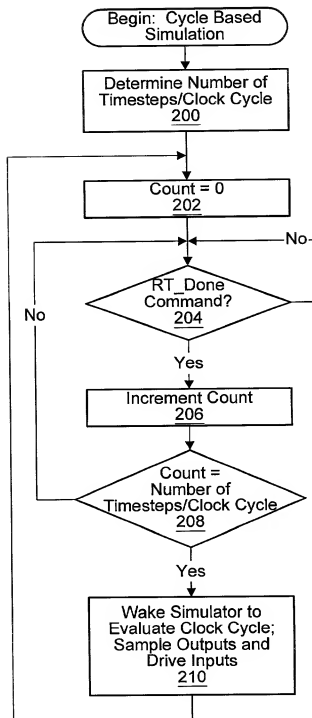 Begin: Cycle Based
Simulation
Determine Number of
Timesteps/Clock Cycle
200
Count = 0
202
No
RT_Done
Command?
204
No
Yes
Increment Count
206
Count =
Number of
Timesteps/Clock Cycle
208
Yes
Wake Simulator to
Evaluate Clock Cycle;
Sample Outputs and
Drive Inputs
210